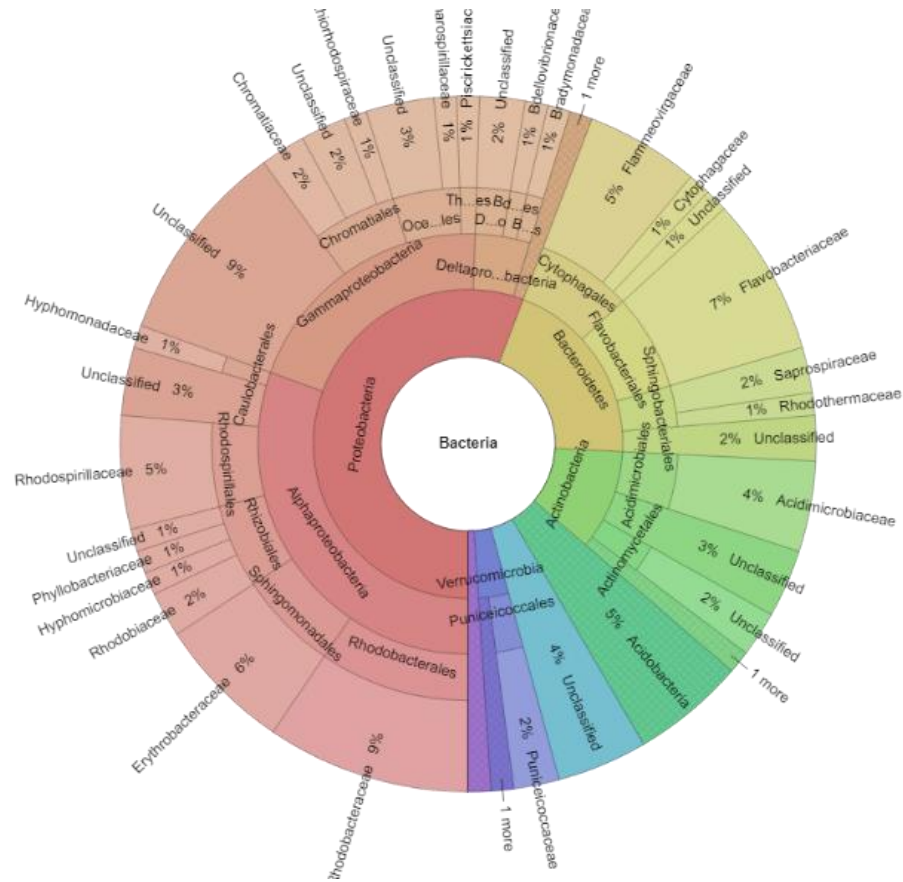 Bacteria
Proteobacteria
Gammaproteobacteria
Deltapro...bacteria
Alphaproteobacteria
Chromatiales
Oce...les
Th...es
Bd...es
D...o
B...s
Caulobacterales
Rhodospirillales
Rhizobiales
Sphingomonadales
Rhodobacterales
hiorhodospiraceae 1%
Unclassified 3%
arospirillaceae 1%
Piscirickettsiac 1%
Unclassified 2%
Bdellovibrionace 1%
Bradymonadacea 1%
1 more
Unclassified 2%
Chromatiaceae 2%
Unclassified 9%
Hyphomonadaceae 1%
Unclassified 3%
Rhodospirillaceae 5%
Unclassified 1%
Phyllobacteriaceae 1%
Hyphomicrobiaceae 1%
Rhodobiaceae 2%
Erythrobacteraceae 6%
hodobacteraceae 9%
Bacteroidetes
Cytophagales
Flavobacteriales
Sphingobacteriales
5% Flammeovirgaceae
1% Cytophagaceae
1% Unclassified
7% Flavobacteriaceae
2% Saprospiraceae
1% Rhodothermaceae
2% Unclassified
Actinobacteria
Acidimicrobiales
Actinomycetales
4% Acidimicrobiaceae
3% Unclassified
2% Unclassified
1 more
5% Acidobacteria
4% Unclassified
Verrucomicrobia
Puniceicoccales
2% Puniceicoccaceae
1 more